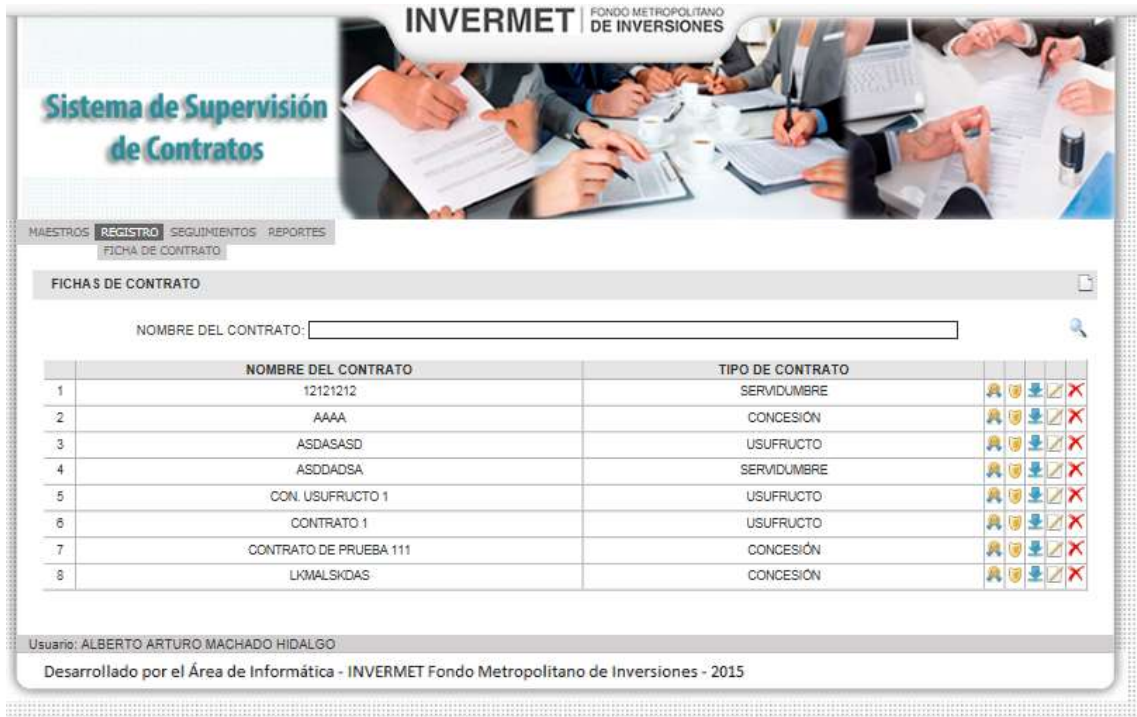 INVERMET FONDO METROPOLITANO
DE INVERSIONES
Sistema de Supervisión
de Contratos
MAESTROS REGISTRO SEGUIMIENTOS REPORTES
FICHA DE CONTRATO
FICHAS DE CONTRATO
NOMBRE DEL CONTRATO:
NOMBRE DEL CONTRATO TIPO DE CONTRATO
1 12121212 SERVIDUMBRE
2 AAAA CONCESIÓN
3 ASDASASD USUFRUCTO
4 ASDDADSA SERVIDUMBRE
5 CON. USUFRUCTO 1 USUFRUCTO
6 CONTRATO 1 USUFRUCTO
7 CONTRATO DE PRUEBA 111 CONCESIÓN
8 LKMALSKDAS CONCESIÓN
Usuario: ALBERTO ARTURO MACHADO HIDALGO
Desarrollado por el Área de Informática - INVERMET Fondo Metropolitano de Inversiones - 2015